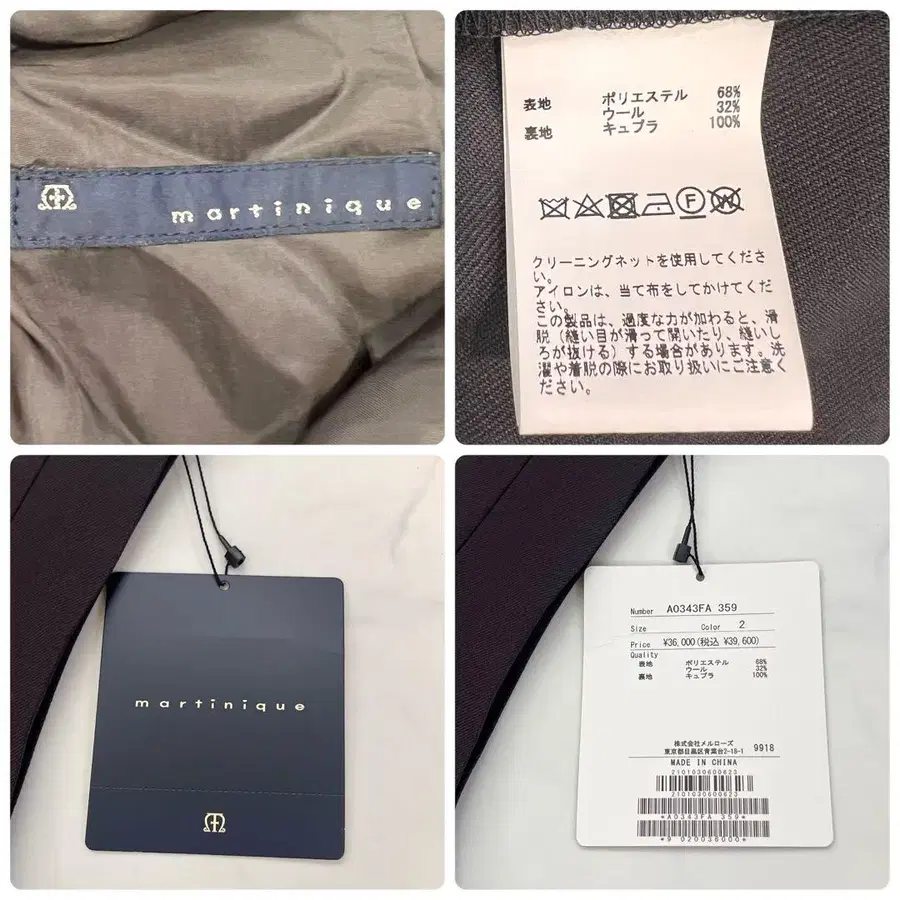 martinique
表地 ポリエステル 68%
ウール 32%
裏地 キュプラ 100%
F
W
クリーニングネットを使用してくださ
い。
アイロンは、当て布をしてかけてくだ
さい。
この製品は、過度な力が加わると、滑
脱(縫い目が滑って開いたり、縫いし
ろが抜ける)する場合があります。洗
濯や着脱の際にお取り扱いにご注意く
ださい。
martinique
Number A0343FA 359
Size Color 2
Price ¥36,000(税込 ¥39,600)
Quality
表地 ポリエステル 68%
ウール 32%
裏地 キュプラ 100%
株式会社メルローズ
東京都目黒区青葉台2-18-1 9918
MADE IN CHINA
2101030600623
2101030600623
*A0343FA 359*
*9 020036000*